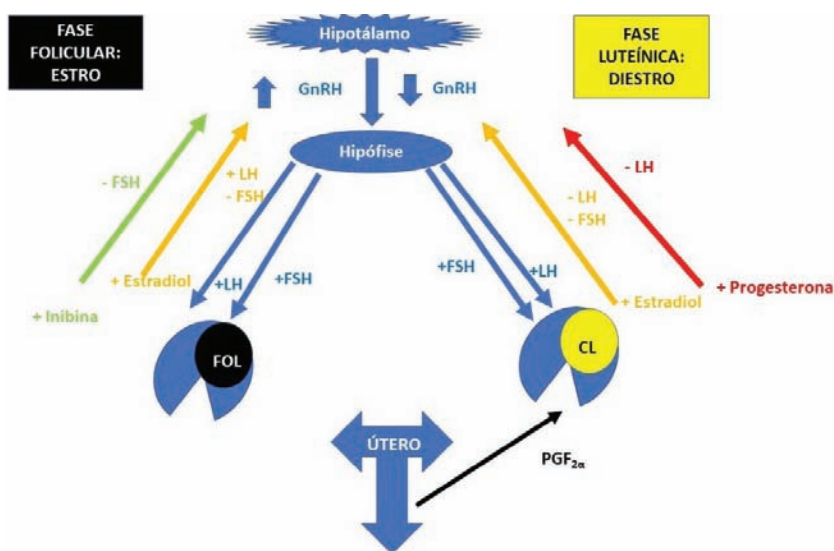 FASE
FOLICULAR:
ESTRO
Hipotálamo
FASE
LUTEÍNICA:
DIESTRO
GnRH
GnRH
Hipófise
- FSH
+ LH
- FSH
- LH
- FSH
- LH
+LH
+FSH
+FSH
+LH
+ Inibina
+ Estradiol
+ Estradiol
+ Progesterona
FOL
CL
ÚTERO
PGF₂α